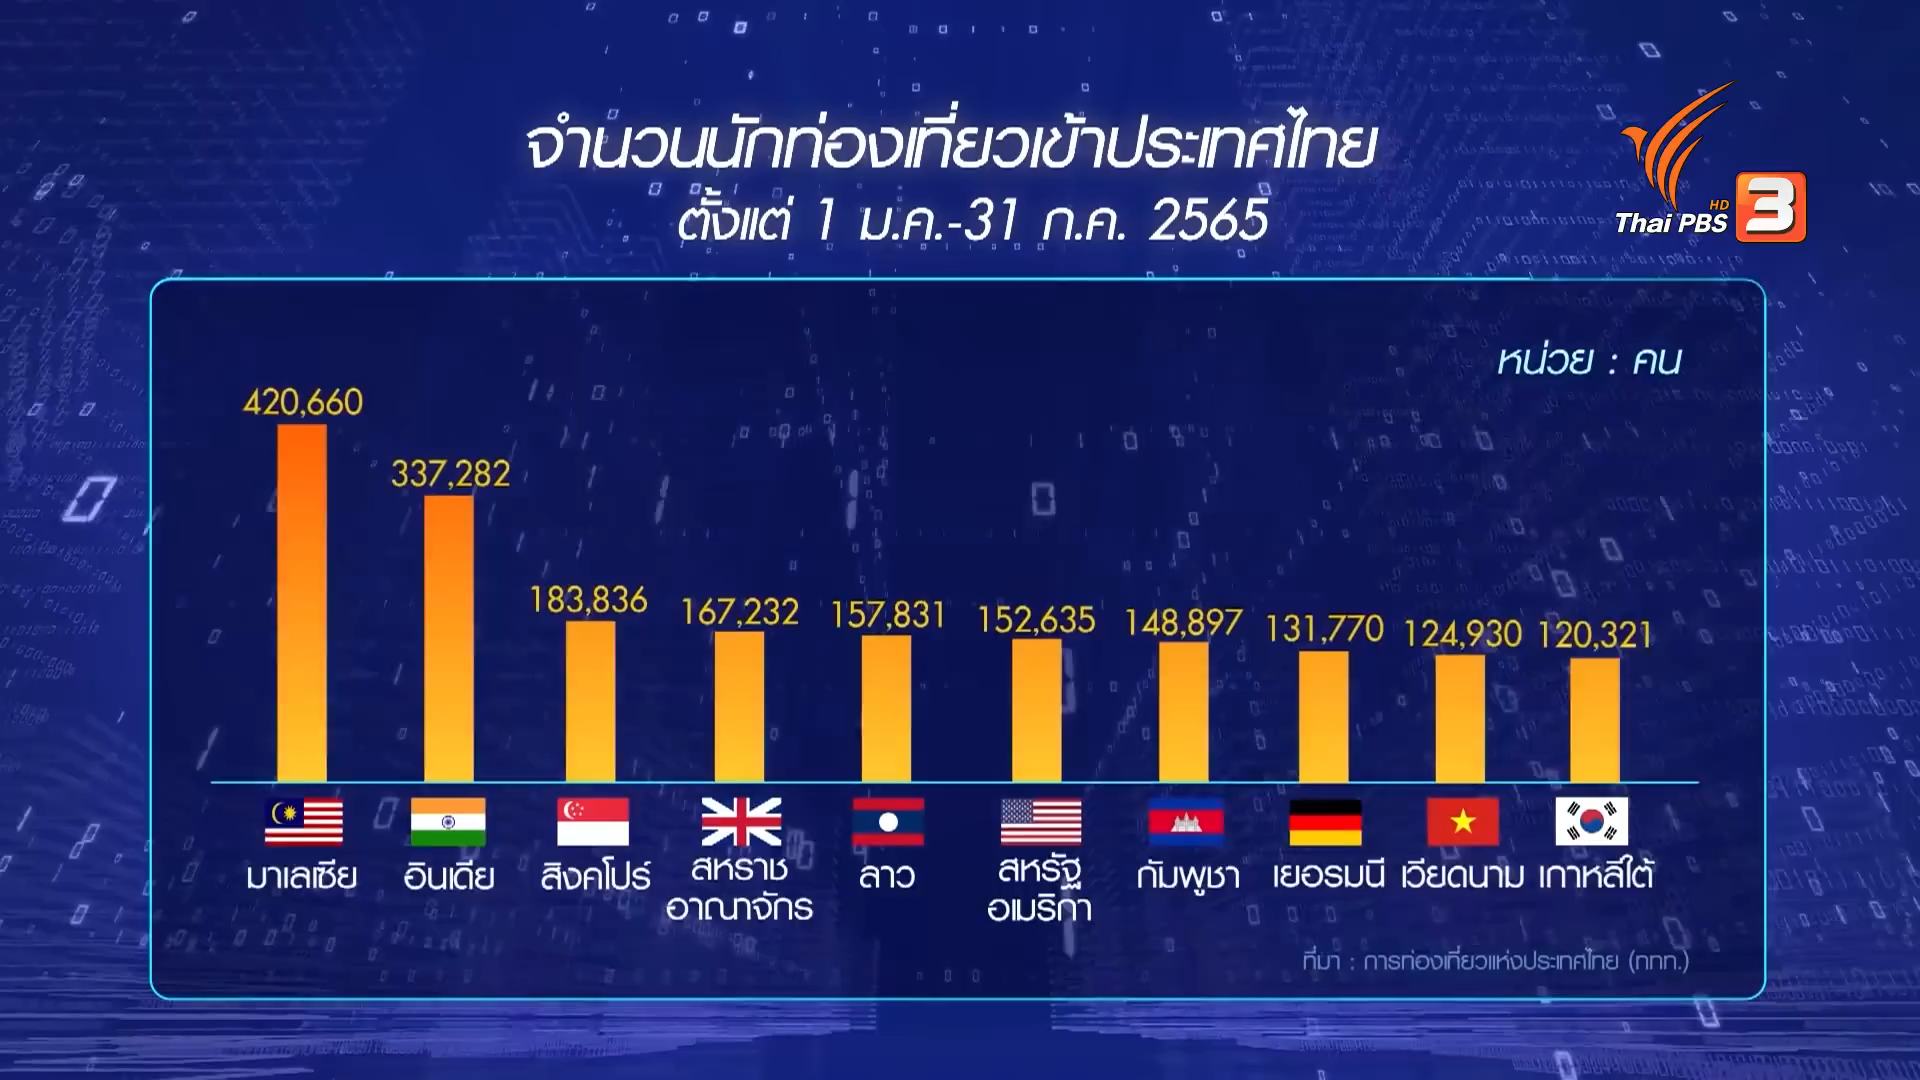 จำนวนนักท่องเที่ยวเข้าประเทศไทย
ตั้งแต่ 1 ม.ค.-31 ก.ค. 2565
HD
Thai PBS 3
หน่วย : คน
420,660
337,282
183,836
167,232
157,831
152,635
148,897
131,770
124,930
120,321
มาเลเซีย
อินเดีย
สิงคโปร์
สหราช
อาณาจักร
ลาว
สหรัฐ
อเมริกา
กัมพูชา
เยอรมนี
เวียดนาม
เกาหลีใต้
ที่มา : การท่องเที่ยวแห่งประเทศไทย (ททท.)